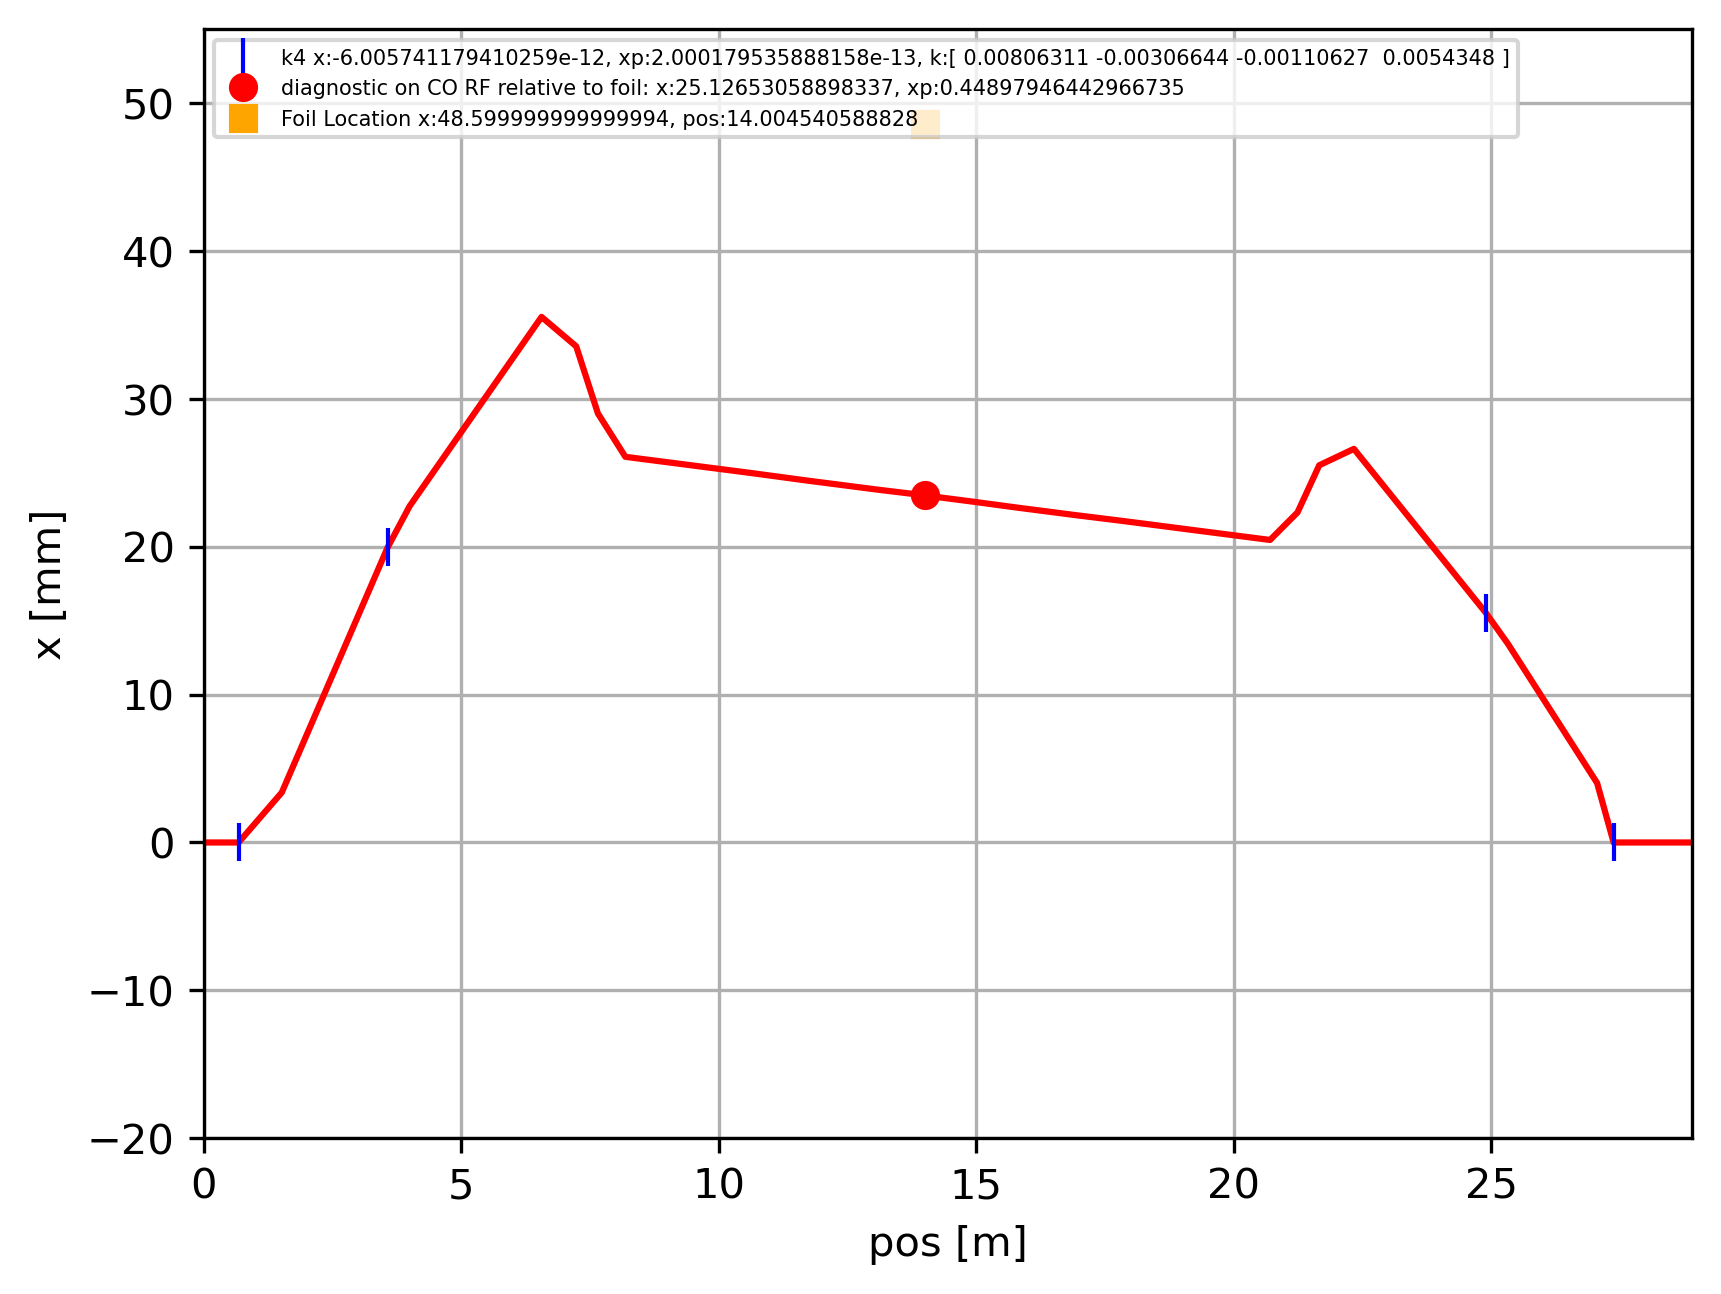 k4 x:-6.005741179410259e-12, xp:2.000179535888158e-13, k:[ 0.00806311 -0.00306644 -0.00110627  0.0054348 ]
diagnostic on CO RF relative to foil: x:25.12653058898337, xp:0.44897946442966735
Foil Location x:48.599999999999994, pos:14.004540588828
50
40
30
20
10
0
−10
−20
x [mm]
0 5 10 15 20 25
pos [m]